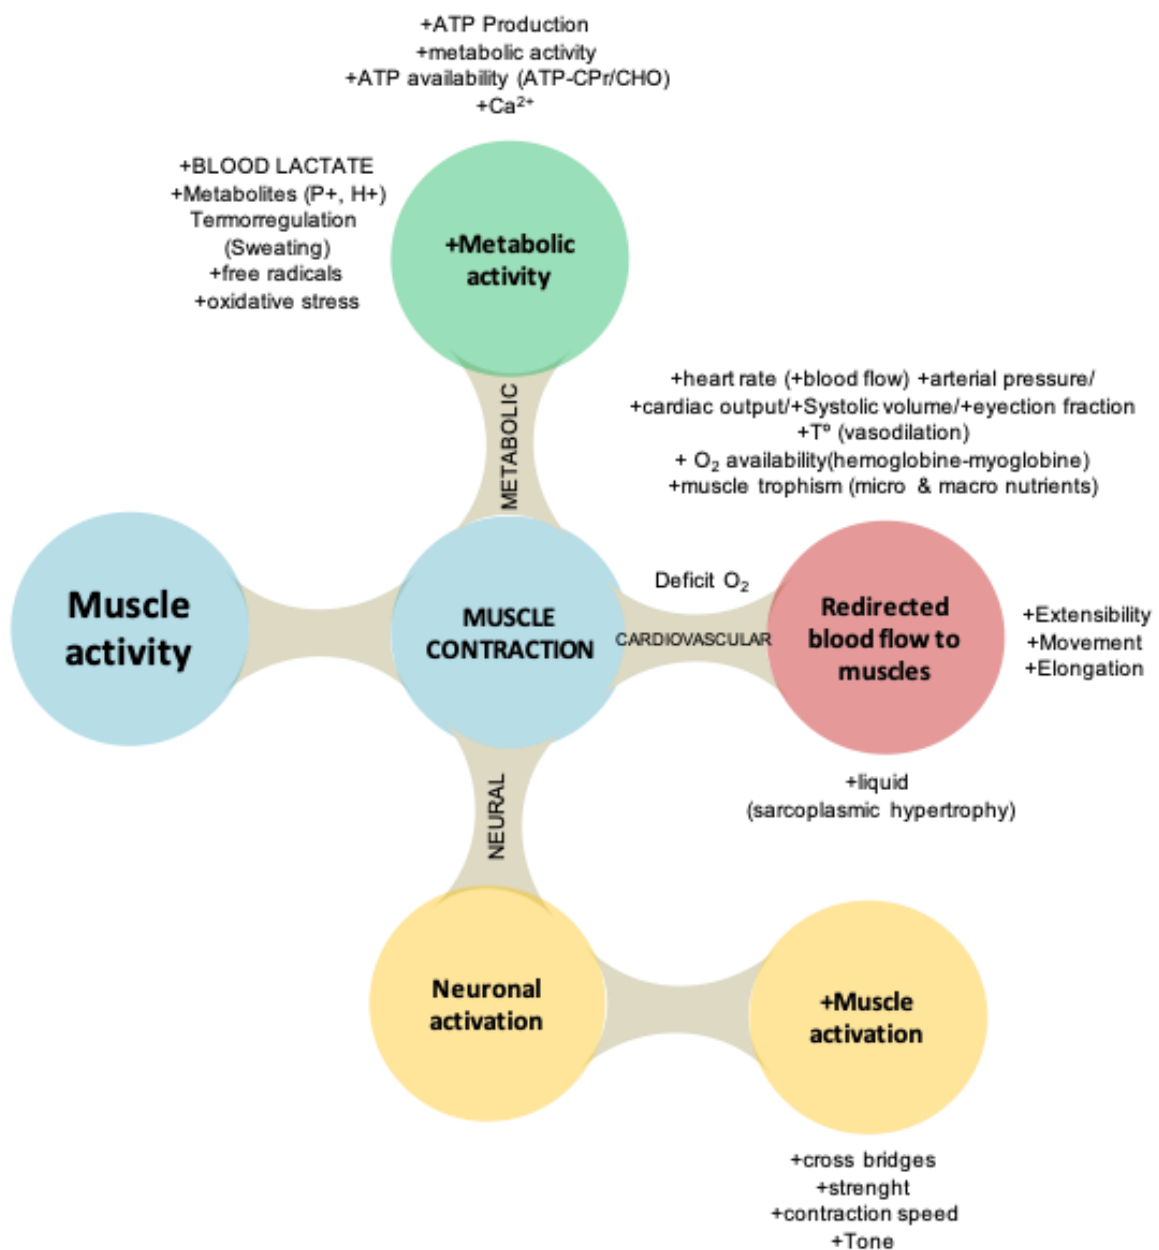 +ATP Production
+metabolic activity
+ATP availability (ATP-CPr/CHO)
+Ca²⁺
+BLOOD LACTATE
+Metabolites (P+, H+)
Termorregulation
(Sweating)
+free radicals
+oxidative stress
+Metabolic
activity
METABOLIC
+heart rate (+blood flow) +arterial pressure/
+cardiac output/+Systolic volume/+eyection fraction
+Tº (vasodilation)
+ O₂ availability(hemoglobine-myoglobine)
+muscle trophism (micro & macro nutrients)
Muscle
activity
MUSCLE
CONTRACTION
Deficit O₂
CARDIOVASCULAR
Redirected
blood flow to
muscles
+Extensibility
+Movement
+Elongation
+liquid
(sarcoplasmic hypertrophy)
NEURAL
Neuronal
activation
+Muscle
activation
+cross bridges
+strenght
+contraction speed
+Tone